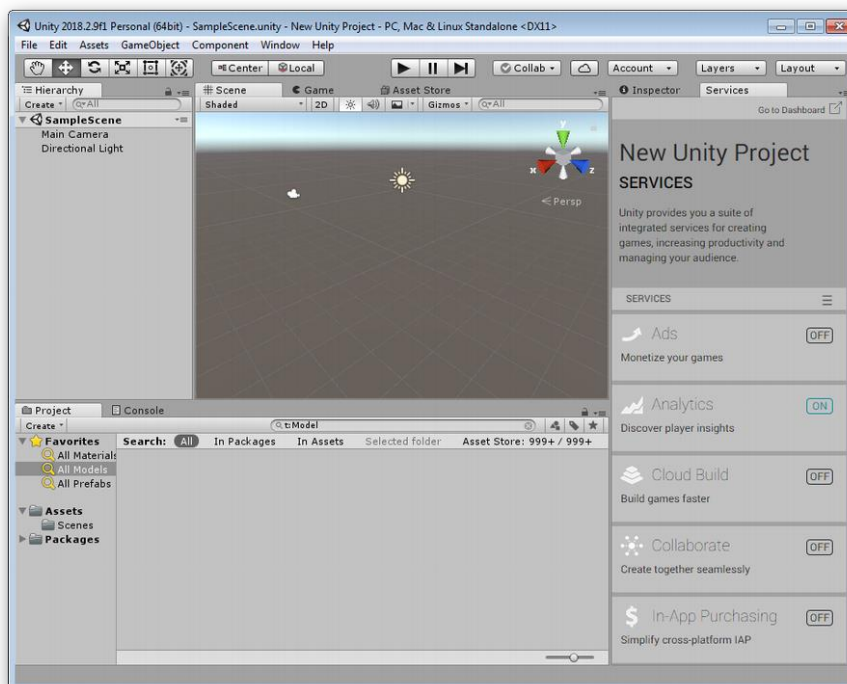 Unity 2018.2.9f1 Personal (64bit) - SampleScene.unity - New Unity Project - PC, Mac & Linux Standalone <DX11>
File Edit Assets GameObject Component Window Help
Center Local Collab Account Layers Layout
Hierarchy
Create All
SampleScene
Main Camera
Directional Light
Scene Game Asset Store
Shaded 2D Gizmos All
y
x z
Persp
Inspector Services
Go to Dashboard
New Unity Project
SERVICES
Unity provides you a suite of
integrated services for creating
games, increasing productivity and
managing your audience.
SERVICES
Ads OFF
Monetize your games
Analytics ON
Discover player insights
Cloud Build OFF
Build games faster
Collaborate OFF
Create together seamlessly
In-App Purchasing OFF
Simplify cross-platform IAP
Project Console
Create t:Model
Favorites
All Materials
All Models
All Prefabs
Assets
Scenes
Packages
Search: All In Packages In Assets Selected folder Asset Store: 999+ / 999+